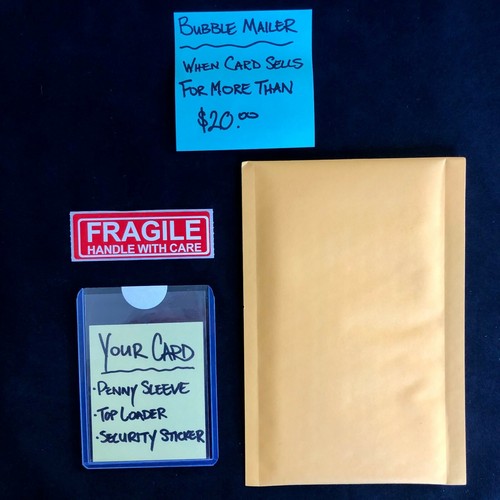 BUBBLE MAILER
WHEN CARD SELLS
FOR MORE THAN
$20.00
FRAGILE
HANDLE WITH CARE
YOUR CARD
·PENNY SLEEVE
·TOP LOADER
·SECURITY STICKER